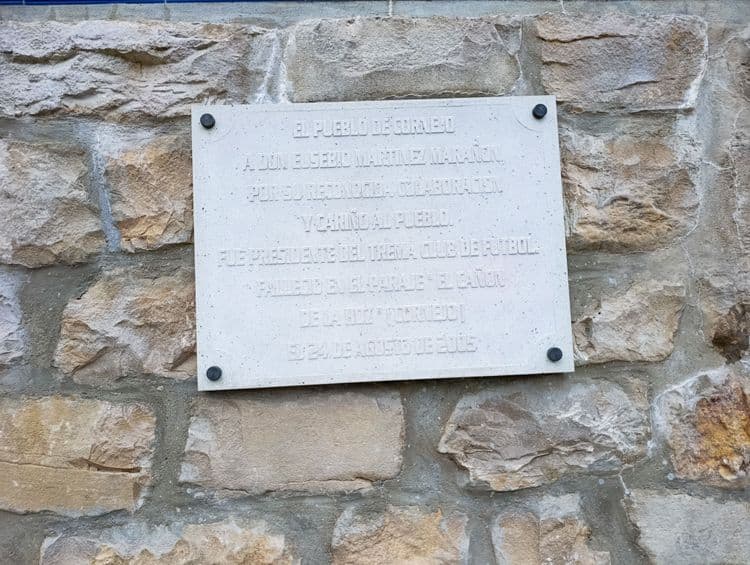 EL PUEBLO DE CORNEJO
A DON EUSEBIO MARTINEZ MARAÑON,
POR SU RECONOCIDA COLABORACION
Y CARIÑO AL PUEBLO.
FUE PRESIDENTE DEL TREMA CLUB DE FUTBOL.
FALLECIO EN EL PARAJE "EL CAÑON
DE LA HOZ" (CORNEJO)
EL 24 DE AGOSTO DE 2005